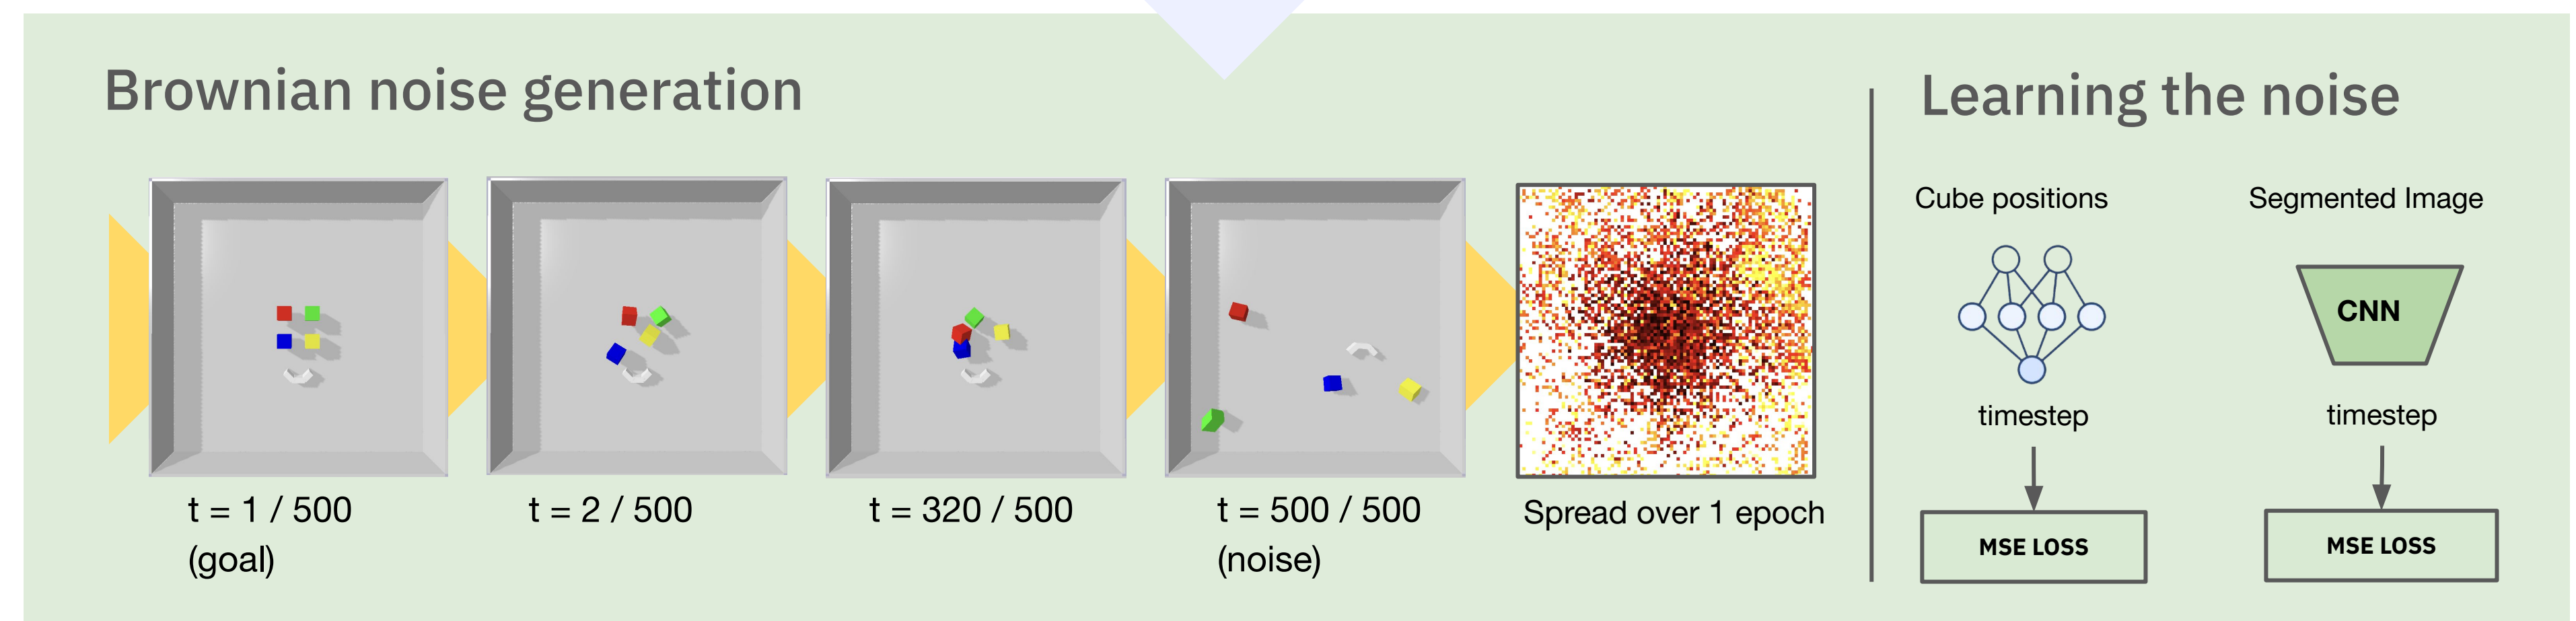 Brownian noise generation
t = 1 / 500
(goal)
t = 2 / 500
t = 320 / 500
t = 500 / 500
(noise)
Spread over 1 epoch
Learning the noise
Cube positions
timestep
MSE LOSS
Segmented Image
CNN
timestep
MSE LOSS